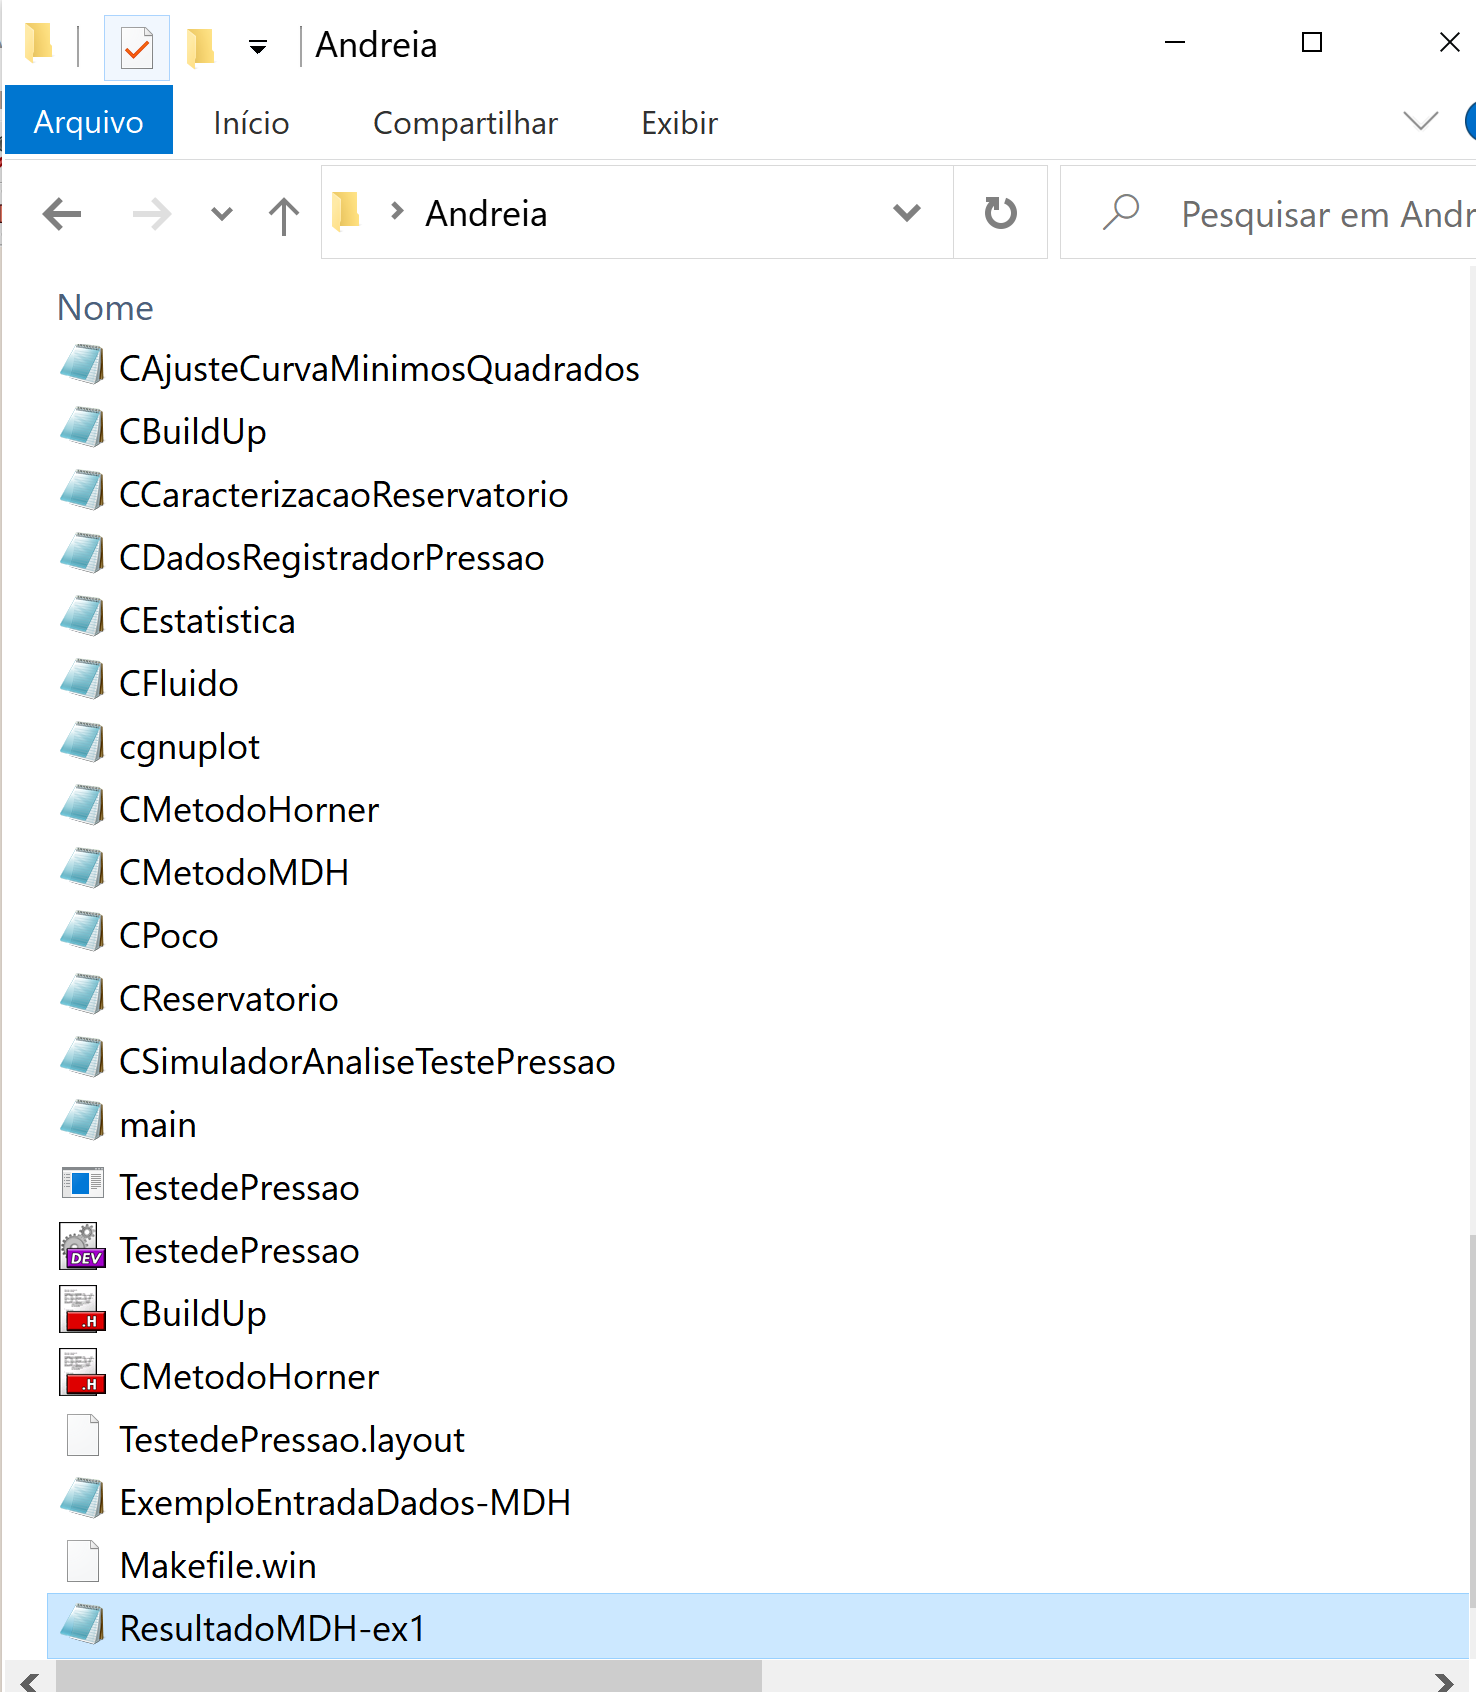 Andreia
Arquivo Início Compartilhar Exibir
Andreia Pesquisar em Andr
Nome
CAjusteCurvaMinimosQuadrados
CBuildUp
CCaracterizacaoReservatorio
CDadosRegistradorPressao
CEstatistica
CFluido
cgnuplot
CMetodoHorner
CMetodoMDH
CPoco
CReservatorio
CSimuladorAnaliseTestePressao
main
TestedePressao
DEV TestedePressao
.H CBuildUp
.H CMetodoHorner
TestedePressao.layout
ExemploEntradaDados-MDH
Makefile.win
ResultadoMDH-ex1